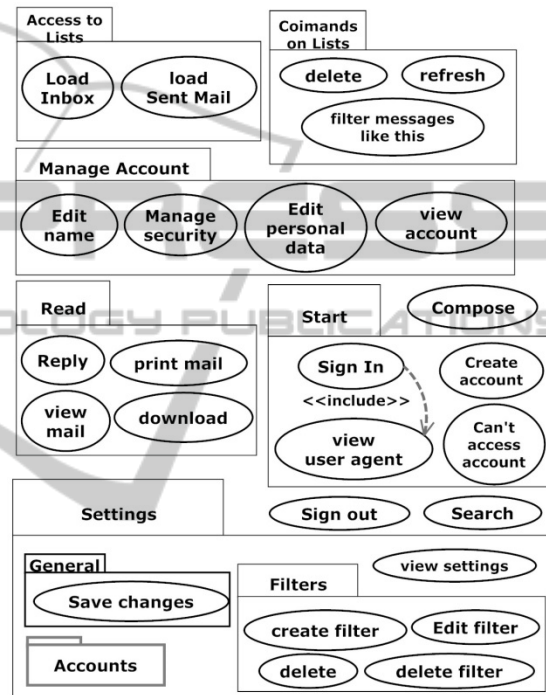 Access to
Lists
Load
Inbox
load
Sent Mail
Coimands
on Lists
delete
refresh
filter messages
like this
Manage Account
Edit
name
Manage
security
Edit
personal
data
view
account
Read
Reply
print mail
view
mail
download
Start
Compose
Sign In
Create
account
<<include>>
view
user agent
Can't
access
account
OLOGY PUBLICATIONS
Settings
Sign out
Search
General
Save changes
Accounts
view settings
Filters
create filter
Edit filter
delete
delete filter